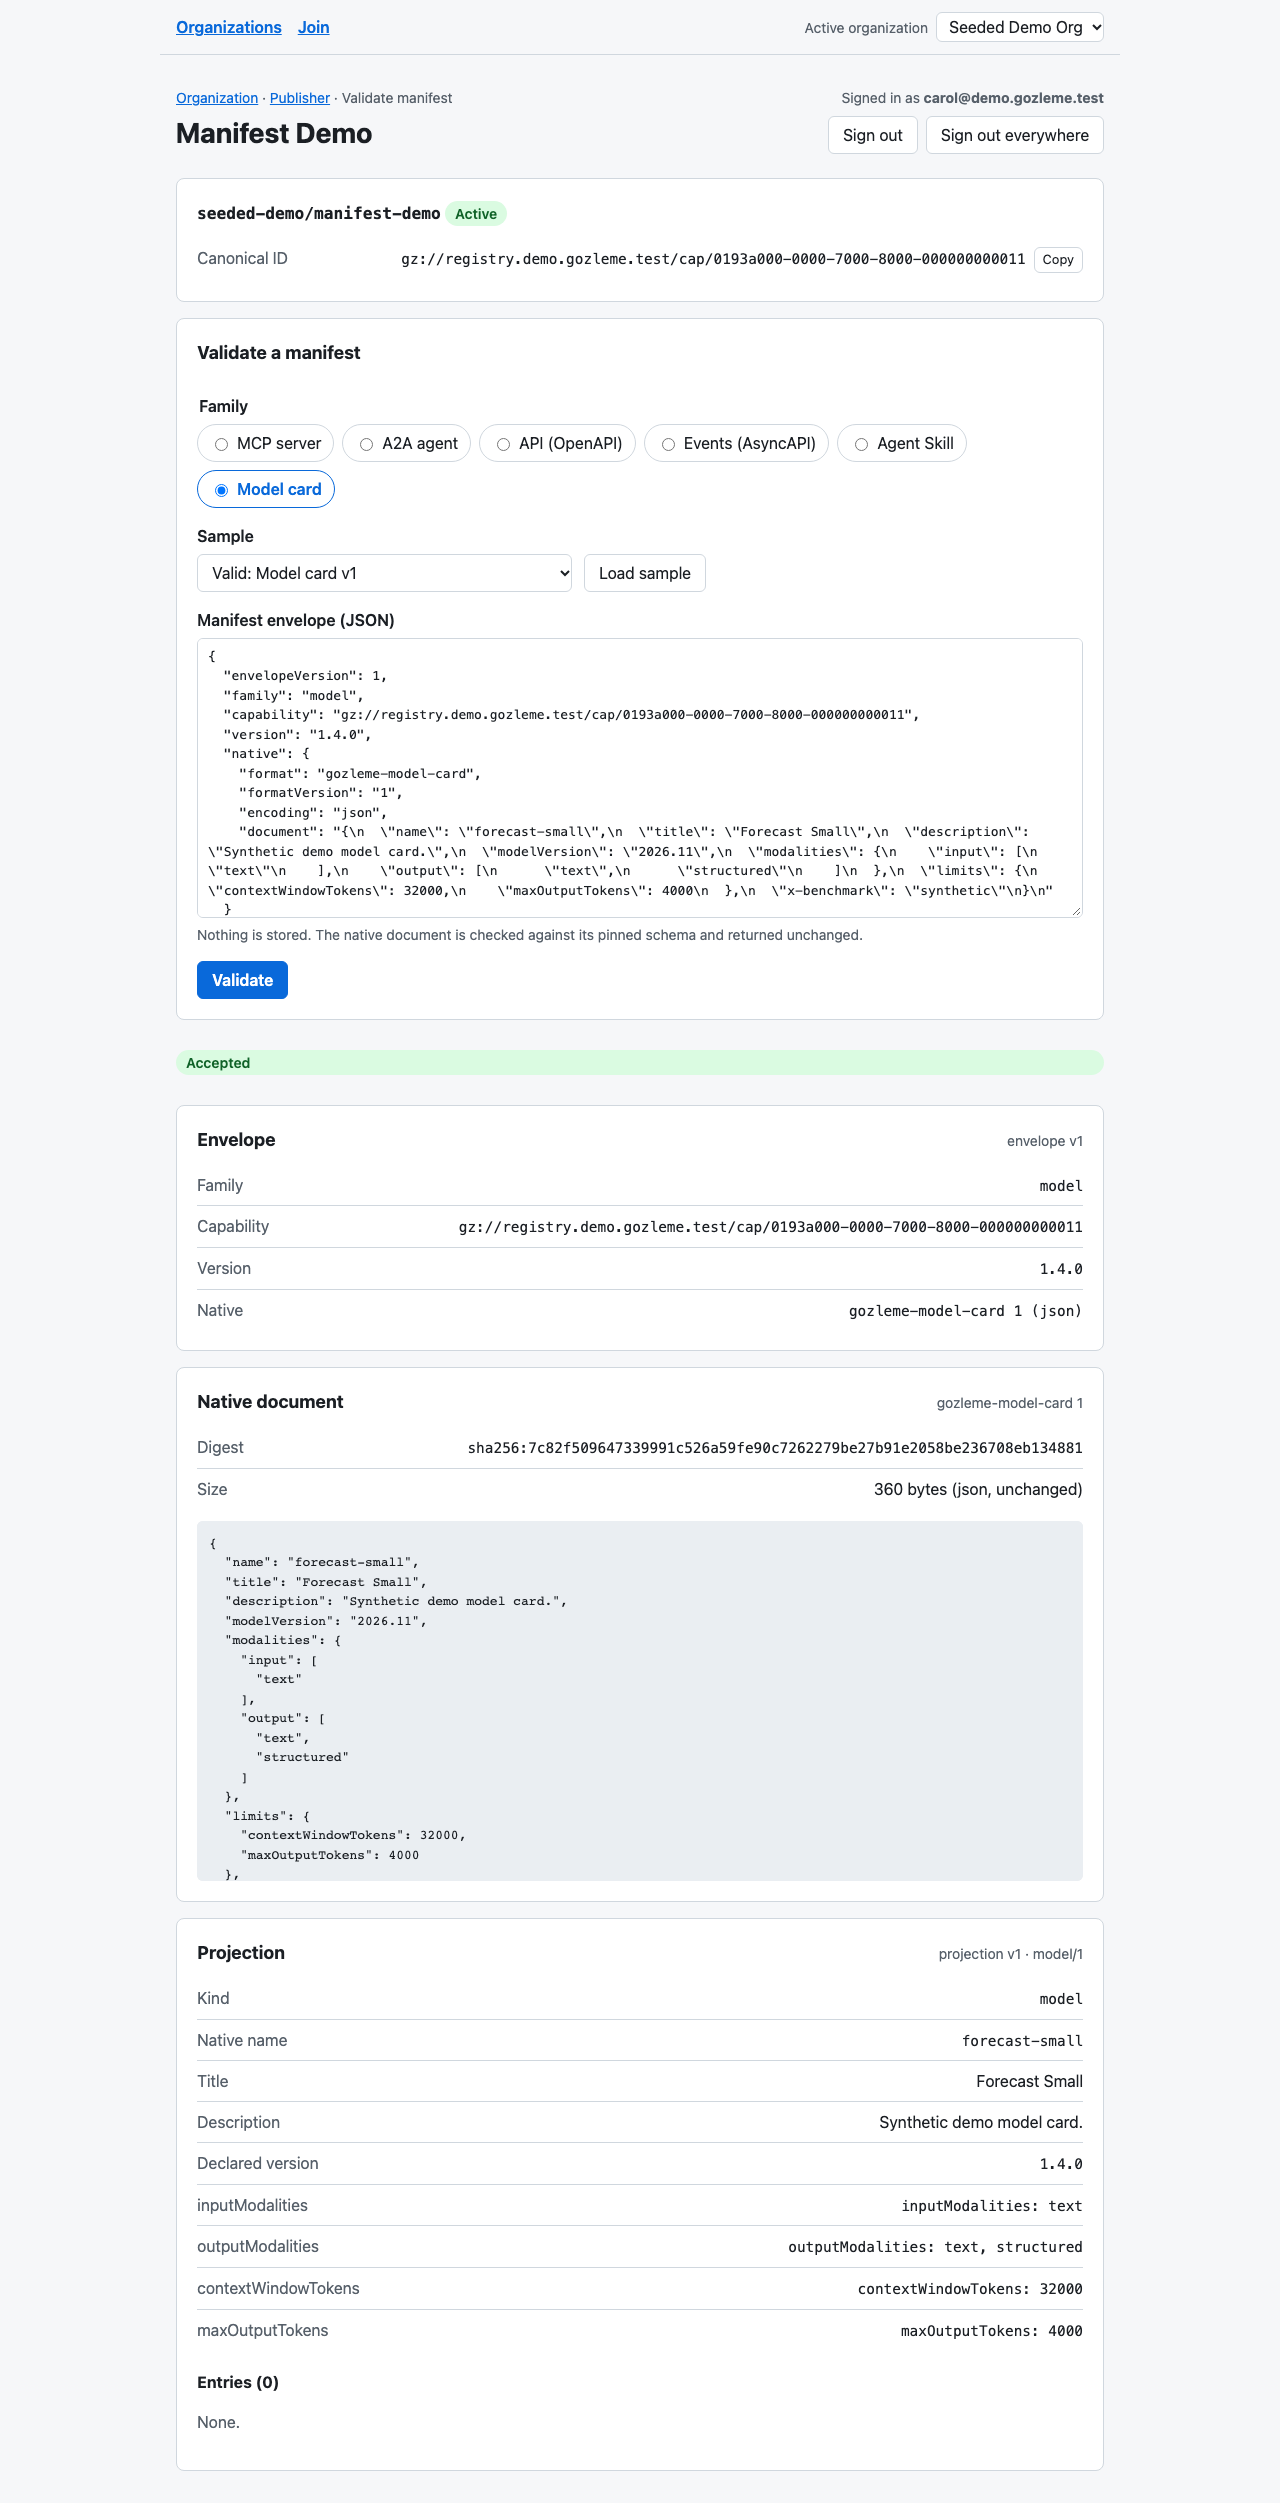 Organizations Join Active organization Seeded Demo Org
Organization · Publisher · Validate manifest Signed in as carol@demo.gozleme.test
Manifest Demo Sign out Sign out everywhere
seeded-demo/manifest-demo Active
Canonical ID gz://registry.demo.gozleme.test/cap/0193a000-0000-7000-8000-000000000011 Copy
Validate a manifest
Family
MCP server A2A agent API (OpenAPI) Events (AsyncAPI) Agent Skill
Model card
Sample
Valid: Model card v1 Load sample
Manifest envelope (JSON)
{
  "envelopeVersion": 1,
  "family": "model",
  "capability": "gz://registry.demo.gozleme.test/cap/0193a000-0000-7000-8000-000000000011",
  "version": "1.4.0",
  "native": {
    "format": "gozleme-model-card",
    "formatVersion": "1",
    "encoding": "json",
    "document": "{\n  \"name\": \"forecast-small\",\n  \"title\": \"Forecast Small\",\n  \"description\":
\"Synthetic demo model card.\",\n  \"modelVersion\": \"2026.11\",\n  \"modalities\": {\n    \"input\": [\n
\"text\"\n    ],\n    \"output\": [\n      \"text\",\n      \"structured\"\n    ]\n  },\n  \"limits\": {\n
\"contextWindowTokens\": 32000,\n    \"maxOutputTokens\": 4000\n  },\n  \"x-benchmark\": \"synthetic\"\n}\n"
  }
Nothing is stored. The native document is checked against its pinned schema and returned unchanged.
Validate
Accepted
Envelope envelope v1
Family model
Capability gz://registry.demo.gozleme.test/cap/0193a000-0000-7000-8000-000000000011
Version 1.4.0
Native gozleme-model-card 1 (json)
Native document gozleme-model-card 1
Digest sha256:7c82f509647339991c526a59fe90c7262279be27b91e2058be236708eb134881
Size 360 bytes (json, unchanged)
{
  "name": "forecast-small",
  "title": "Forecast Small",
  "description": "Synthetic demo model card.",
  "modelVersion": "2026.11",
  "modalities": {
    "input": [
      "text"
    ],
    "output": [
      "text",
      "structured"
    ]
  },
  "limits": {
    "contextWindowTokens": 32000,
    "maxOutputTokens": 4000
  },
Projection projection v1 · model/1
Kind model
Native name forecast-small
Title Forecast Small
Description Synthetic demo model card.
Declared version 1.4.0
inputModalities inputModalities: text
outputModalities outputModalities: text, structured
contextWindowTokens contextWindowTokens: 32000
maxOutputTokens maxOutputTokens: 4000
Entries (0)
None.